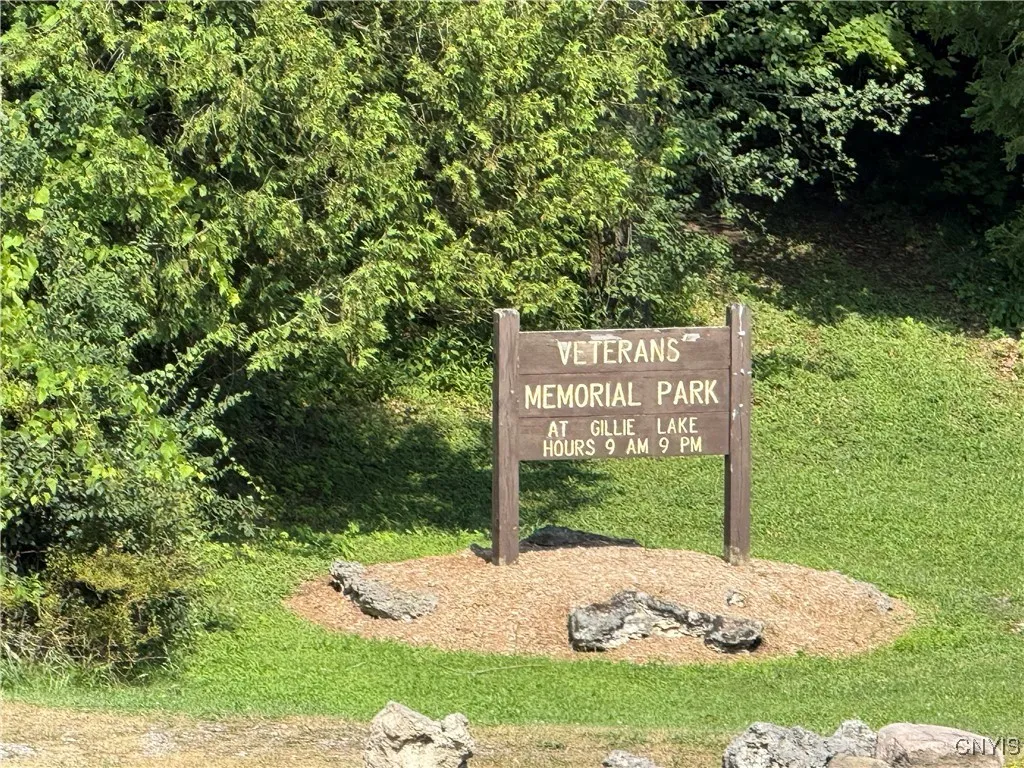 VETERANS
MEMORIAL PARK
AT GILLIE LAKE
HOURS 9 AM 9 PM
CNYIS